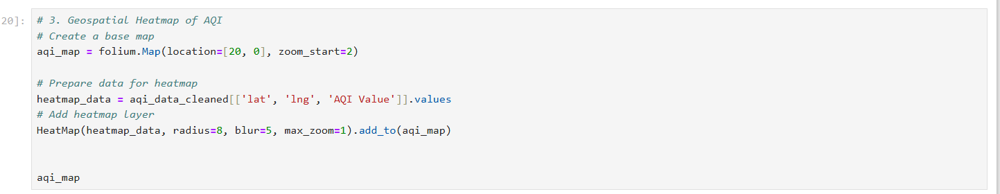 20]:
# 3. Geospatial Heatmap of AQI
# Create a base map
aqi_map = folium.Map(location=[20, 0], zoom_start=2)
# Prepare data for heatmap
heatmap_data = aqi_data_cleaned[['lat', 'lng', 'AQI Value']].values
# Add heatmap layer
HeatMap(heatmap_data, radius=8, blur=5, max_zoom=1).add_to(aqi_map)
aqi_map